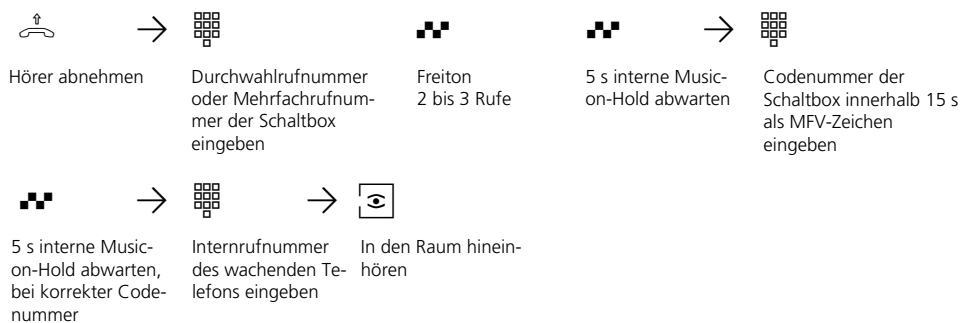 Hörer abnehmen
Durchwahlrufnummer
oder Mehrfachrufnum-
mer der Schaltbox
eingeben
Freiton
2 bis 3 Rufe
5 s interne Music-
on-Hold abwarten
Codenummer der
Schaltbox innerhalb 15 s
als MFV-Zeichen
eingeben
5 s interne Music-
on-Hold abwarten,
bei korrekter Code-
nummer
Internrufnummer
des wachenden Te-
lefons eingeben
In den Raum hinein-
hören